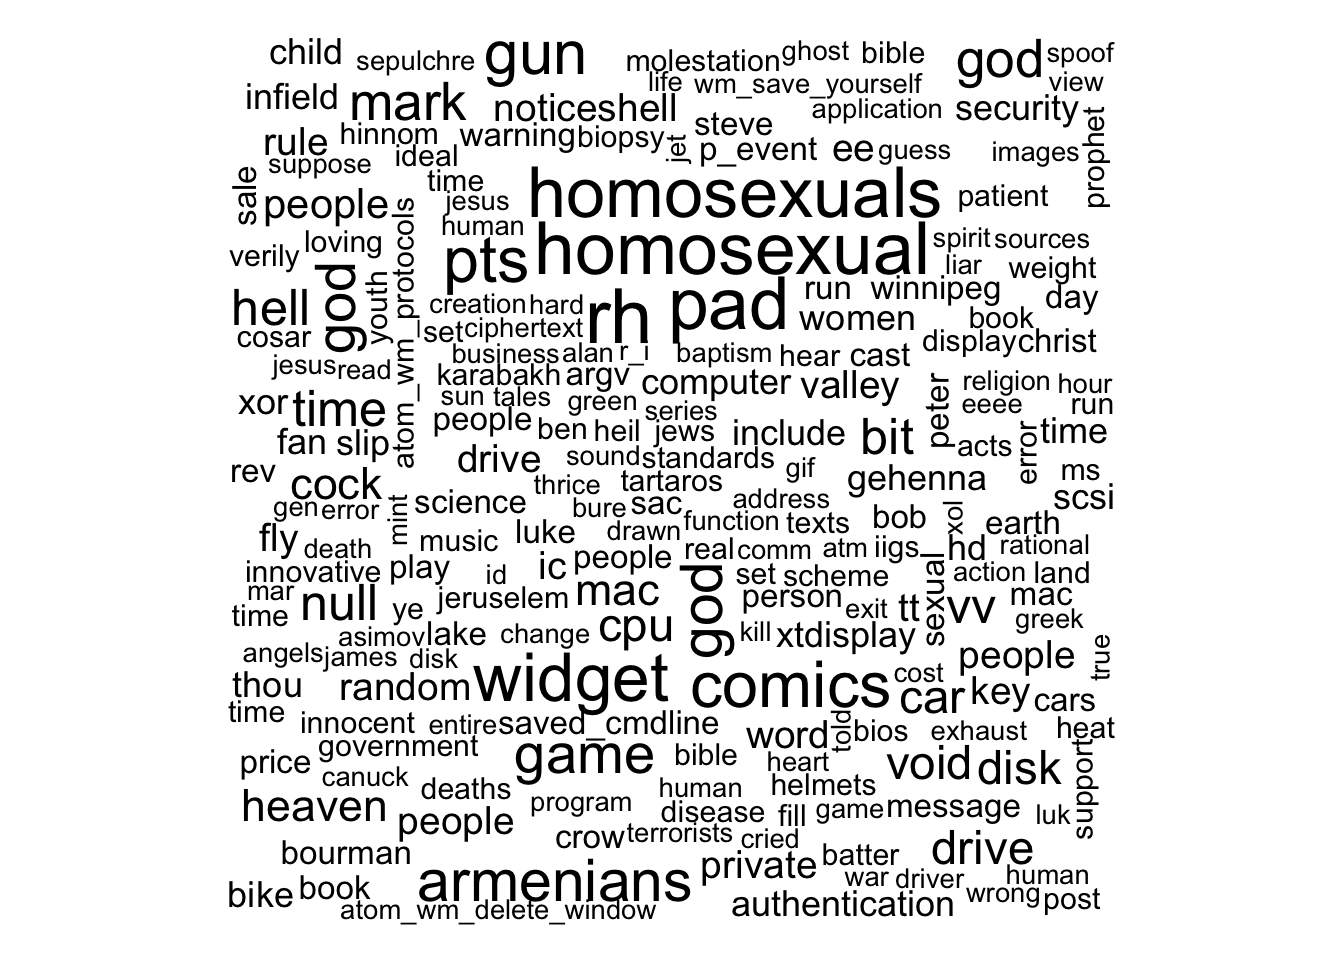 child sepulchre gun molestation ghost bible god spoof
infield mark noticeshell life wm_save_yourself application security view
rule hinnom warning biopsy jet steve p_event ee guess images prophet
suppose ideal
sale people time jesus homosexuals patient
verily loving atom_wm_protocols human pts homosexual spirit sources
liar weight
hell god youth creation hard rh pad run winnipeg day
cosar set ciphertext women book
jesus read business alan r_i baptism hear cast display christ
karabakh argv computer valley peter religion hour
xor time sun tales green series eeee run
fan slip people ben heil jews include bit acts error time
rev drive sound standards gif gehenna ms
cock thrice tartaros scsi
gen error mint science bure sac address
fly death music luke drawn function texts bob xol earth
innovative play id ic people real comm atm iigs hd rational
mar null ye jeruselem mac god set scheme sexual action land
time person exit tt vv mac greek
asimov lake change cpu kill xtdisplay
angels james disk people true
thou random widget comics cost car key cars
time innocent entire saved_cmdline word told bios exhaust heat
price government game bible heart void disk support
canuck deaths human helmets
heaven people program disease fill game message luk
crow terrorists cried
bourman armenians private batter drive
bike book war driver human
atom_wm_delete_window authentication wrong post